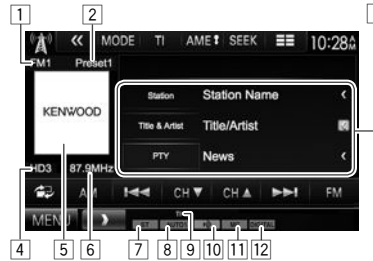 1 2
« MODE TI AME SEEK 10:28
FM1 Preset1
KENWOOD
Station Station Name
Title & Artist Title/Artist
PTY News
HD3 87.9MHz
AM CH ▼ CH ▲ FM
MENU
4 5 6 7 8 9 10 11 12